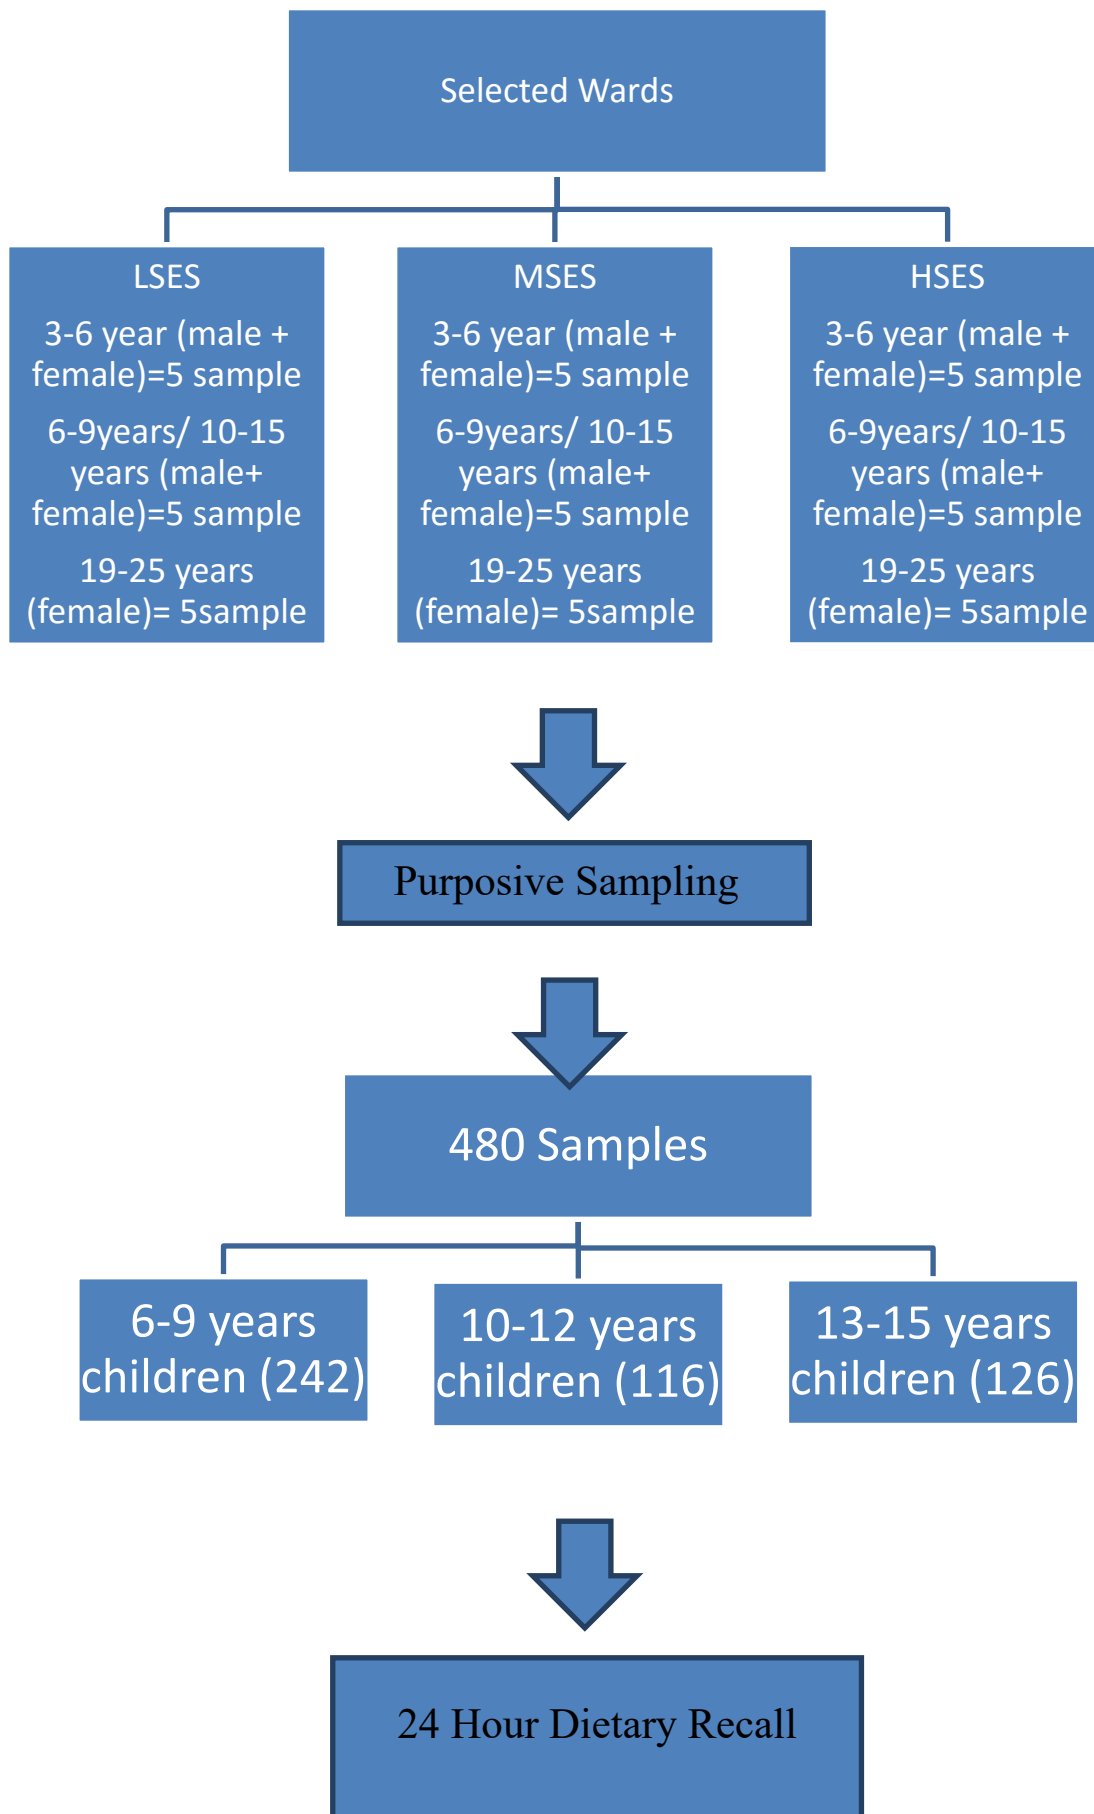 Selected Wards
LSES
3-6 year (male +
female)=5 sample
6-9years/ 10-15
years (male+
female)=5 sample
19-25 years
(female)= 5sample
MSES
3-6 year (male +
female)=5 sample
6-9years/ 10-15
years (male+
female)=5 sample
19-25 years
(female)= 5sample
HSES
3-6 year (male +
female)=5 sample
6-9years/ 10-15
years (male+
female)=5 sample
19-25 years
(female)= 5sample
Purposive Sampling
480 Samples
6-9 years
children (242)
10-12 years
children (116)
13-15 years
children (126)
24 Hour Dietary Recall